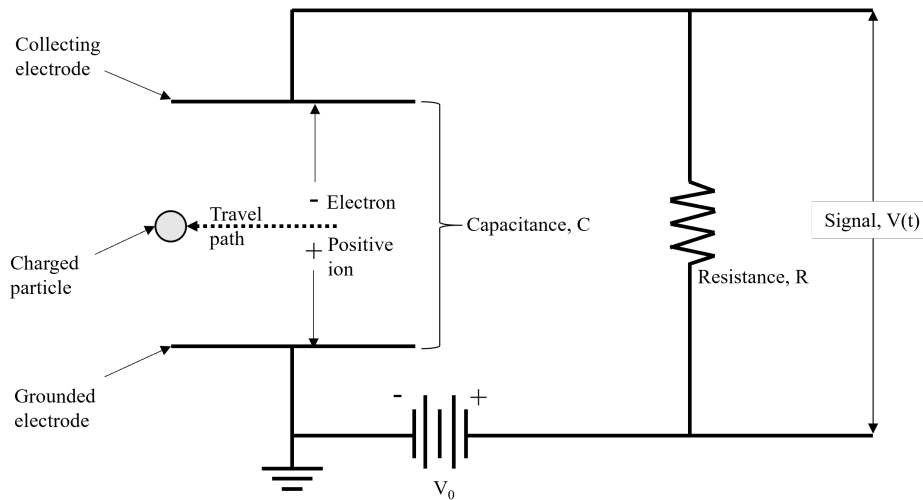 Collecting
electrode
- Electron
Travel
path
+ Positive
ion
Capacitance, C
Signal, V(t)
Charged
particle
Resistance, R
Grounded
electrode
- +
V0